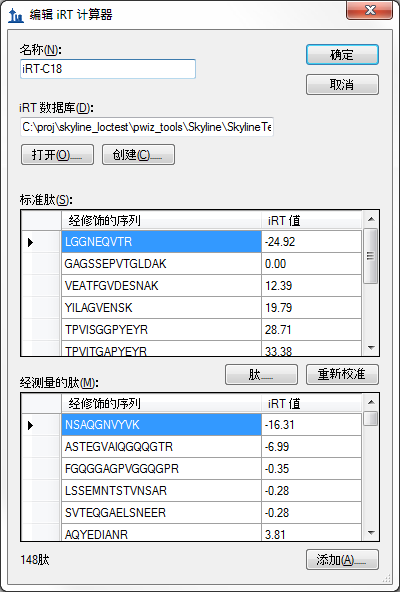 编辑 iRT 计算器
名称(N):
确定
iRT-C18
取消
iRT 数据库(D):
C:\proj\skyline_loctest\pwiz_tools\Skyline\SkylineTe
打开(O)...
创建(C)...
标准肽(S):
经修饰的序列 iRT 值
LGGNEQVTR -24.92
GAGSSEPVTGLDAK 0.00
VEATFGVDESNAK 12.39
YILAGVENSK 19.79
TPVISGGPYEYR 28.71
TPVITGAPYEYR 33.38
肽...
重新校准
经测量的肽(M):
经修饰的序列 iRT 值
NSAQGNVYVK -16.31
ASTEGVAIQGQQGTR -6.99
FGQGGAGPVGGQGPR -0.35
LSSEMNTSTVNSAR -0.28
SVTEQGAELSNEER -0.28
AQYEDIANR 3.81
148肽
添加(A)...